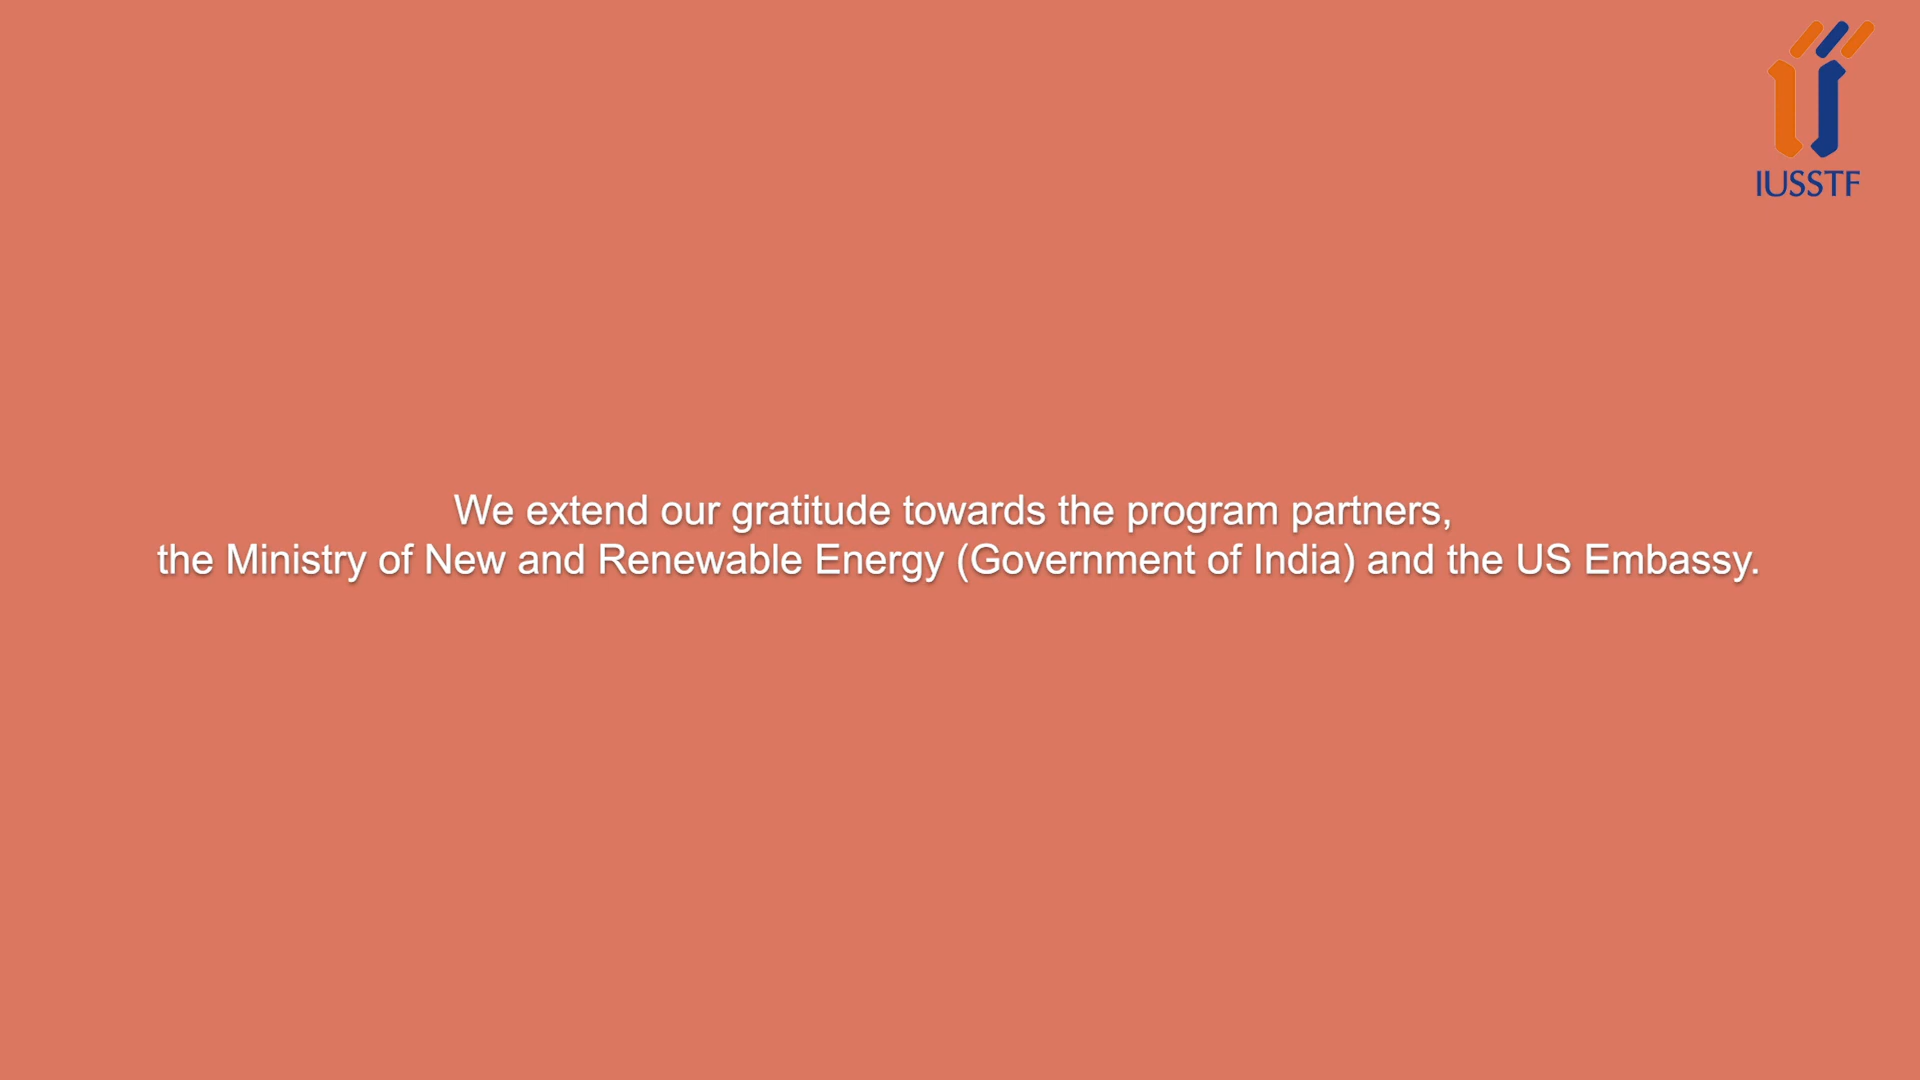 IUSSTF
We extend our gratitude towards the program partners,
the Ministry of New and Renewable Energy (Government of India) and the US Embassy.